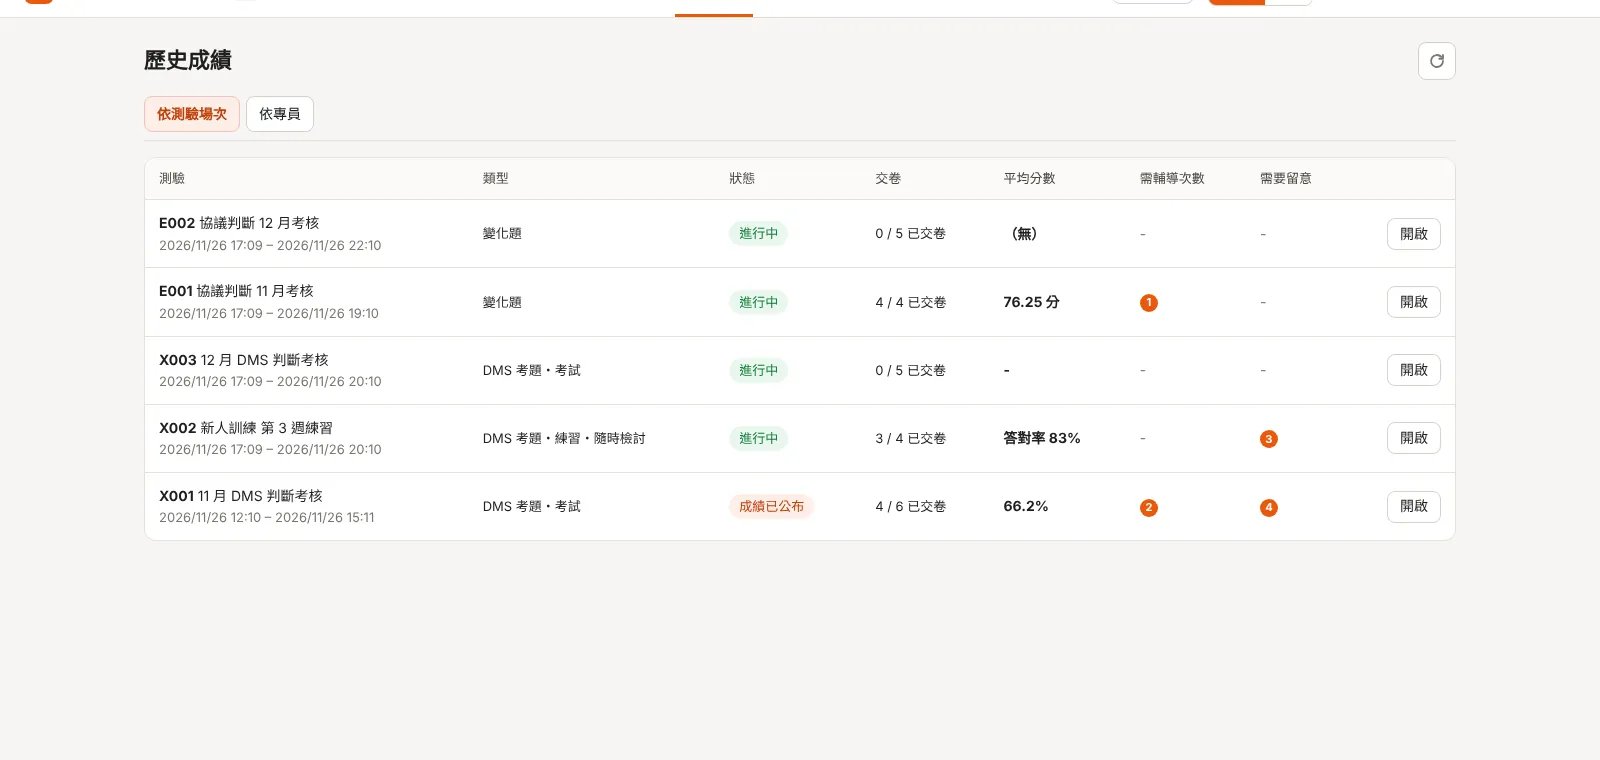 歷史成績
依測驗場次 依專員
測驗 類型 狀態 交卷 平均分數 需輔導次數 需要留意
E002 協議判斷 12 月考核
2026/11/26 17:09 – 2026/11/26 22:10
變化題 進行中 0 / 5 已交卷 （無） - - 開啟
E001 協議判斷 11 月考核
2026/11/26 17:09 – 2026/11/26 19:10
變化題 進行中 4 / 4 已交卷 76.25 分 1 - 開啟
X003 12 月 DMS 判斷考核
2026/11/26 17:09 – 2026/11/26 20:10
DMS 考題・考試 進行中 0 / 5 已交卷 - - - 開啟
X002 新人訓練 第 3 週練習
2026/11/26 17:09 – 2026/11/26 20:10
DMS 考題・練習・隨時檢討 進行中 3 / 4 已交卷 答對率 83% - 3 開啟
X001 11 月 DMS 判斷考核
2026/11/26 12:10 – 2026/11/26 15:11
DMS 考題・考試 成績已公布 4 / 6 已交卷 66.2% 2 4 開啟